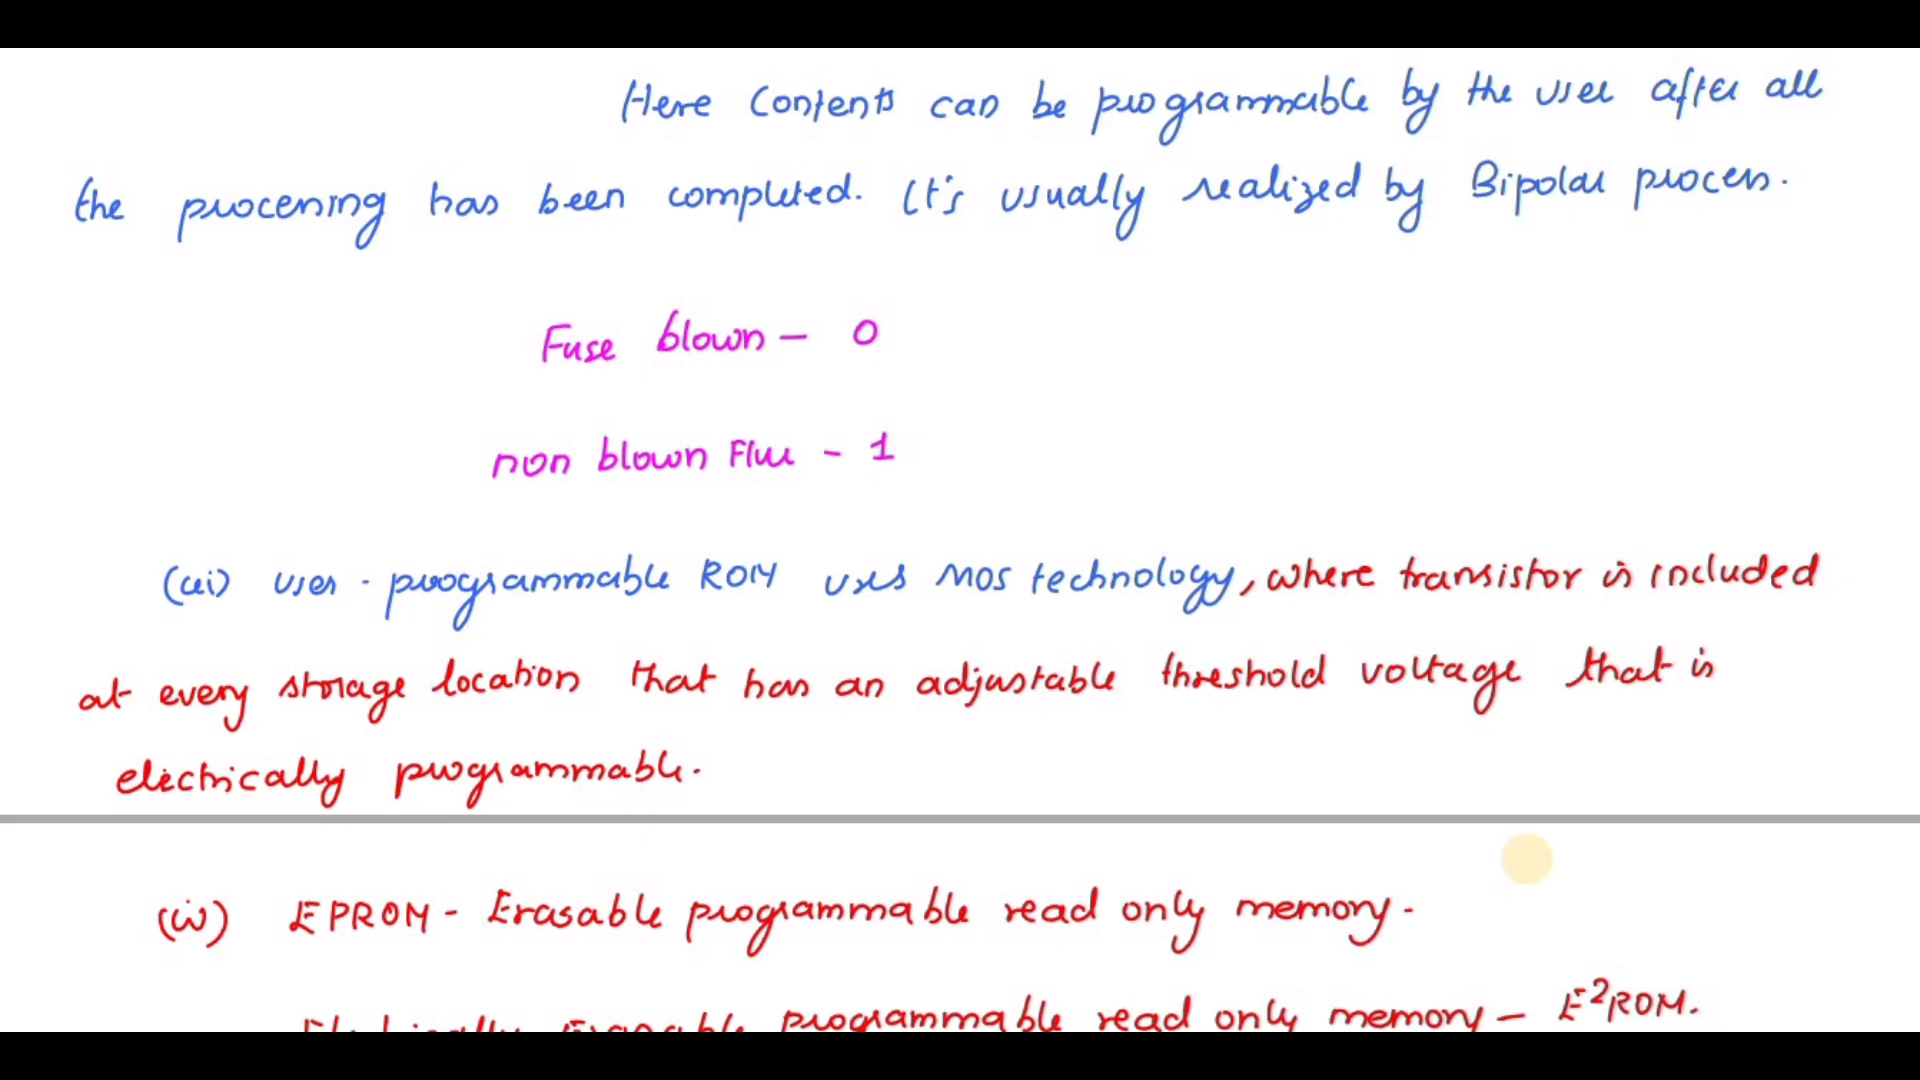 Here Contents can be programmable by the user after all
the processing has been completed. It's usually realized by Bipolar process.
Fuse blown - 0
non blown Fuse - 1
(iii) user-programmable ROM uses MOS technology, where transistor is included
at every storage location that has an adjustable threshold voltage that is
electrically programmable.
(iv) EPROM - Erasable programmable read only memory.
Electrically Erasable programmable read only memory - E²ROM.